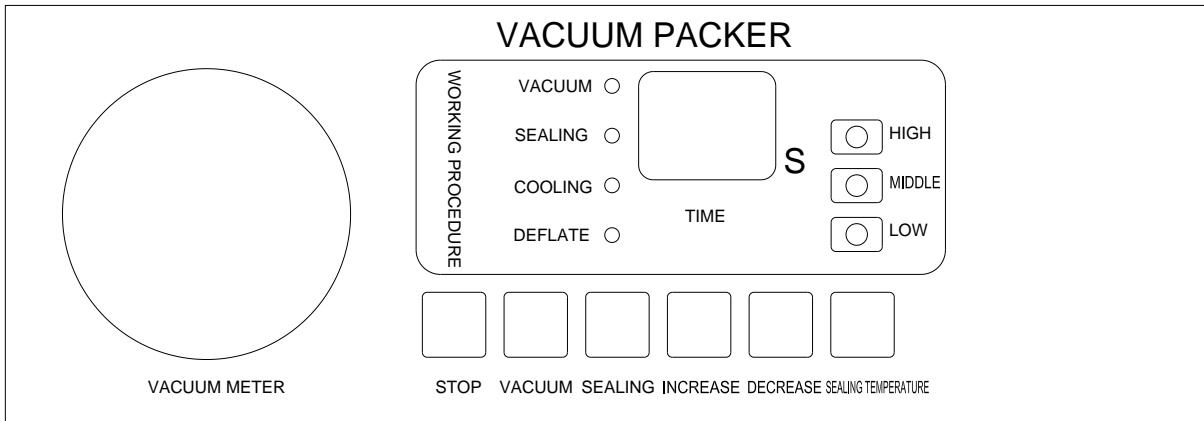 VACUUM PACKER
WORKING PROCEDURE
VACUUM
SEALING
COOLING
DEFLATE
S
TIME
HIGH
MIDDLE
LOW
VACUUM METER
STOP VACUUM SEALING INCREASE DECREASE SEALING TEMPERATURE